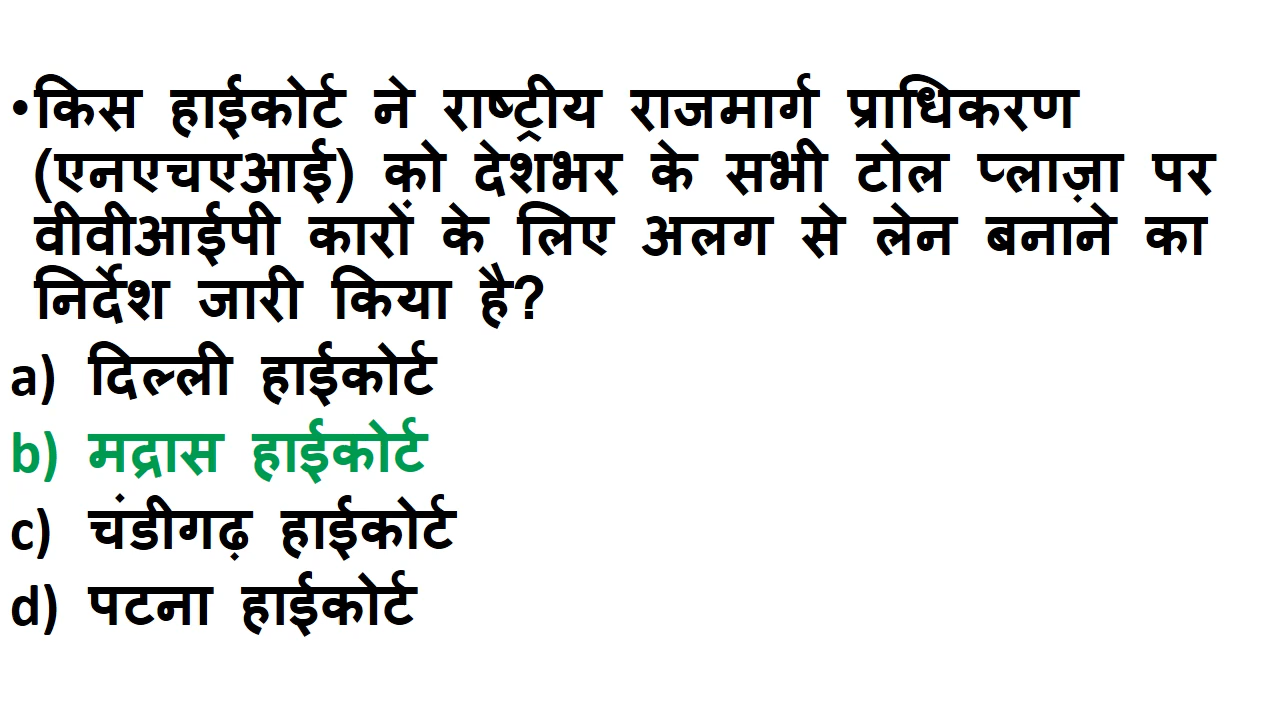 •किस हाईकोर्ट ने राष्ट्रीय राजमार्ग प्राधिकरण
(एनएचएआई) को देशभर के सभी टोल प्लाज़ा पर
वीवीआईपी कारों के लिए अलग से लेन बनाने का
निर्देश जारी किया है?
a) दिल्ली हाईकोर्ट
b) मद्रास हाईकोर्ट
c) चंडीगढ़ हाईकोर्ट
d) पटना हाईकोर्ट